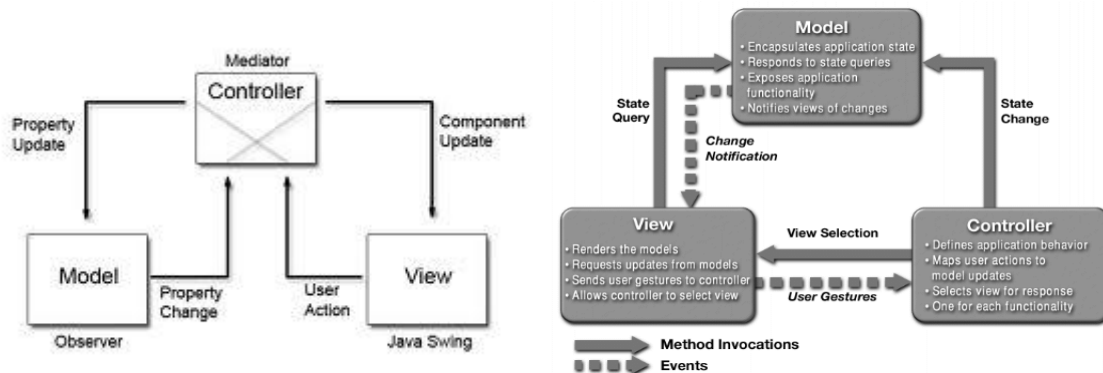 Mediator
Controller
Property
Update
Component
Update
Model
View
Property
Change
User
Action
Observer
Java Swing
Model
• Encapsulates application state
• Responds to state queries
• Exposes application
functionality
• Notifies views of changes
State
Query
State
Change
Change
Notification
View
• Renders the models
• Requests updates from models
• Sends user gestures to controller
• Allows controller to select view
View Selection
User Gestures
Controller
• Defines application behavior
• Maps user actions to
model updates
• Selects view for response
• One for each functionality
Method Invocations
Events